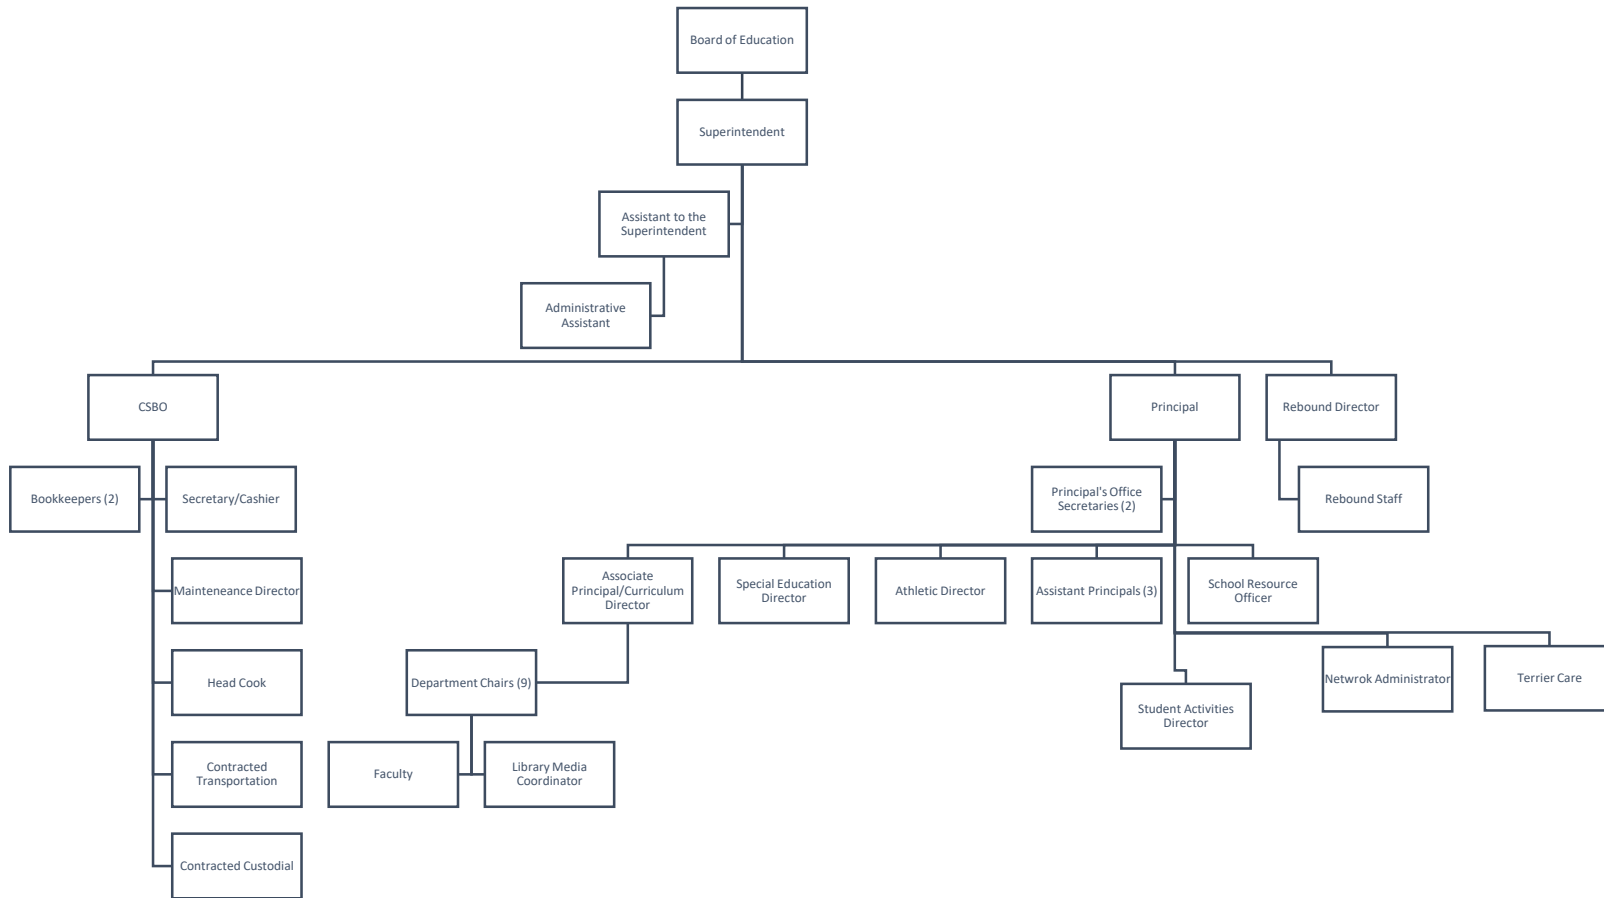 Board of Education
Superintendent
Assistant to the
Superintendent
Administrative
Assistant
CSBO
Principal
Rebound Director
Bookkeepers (2)
Secretary/Cashier
Principal's Office
Secretaries (2)
Rebound Staff
Mainteneance Director
Associate
Principal/Curriculum
Director
Special Education
Director
Athletic Director
Assistant Principals (3)
School Resource
Officer
Head Cook
Department Chairs (9)
Student Activities
Director
Netwrok Administrator
Terrier Care
Contracted
Transportation
Faculty
Library Media
Coordinator
Contracted Custodial